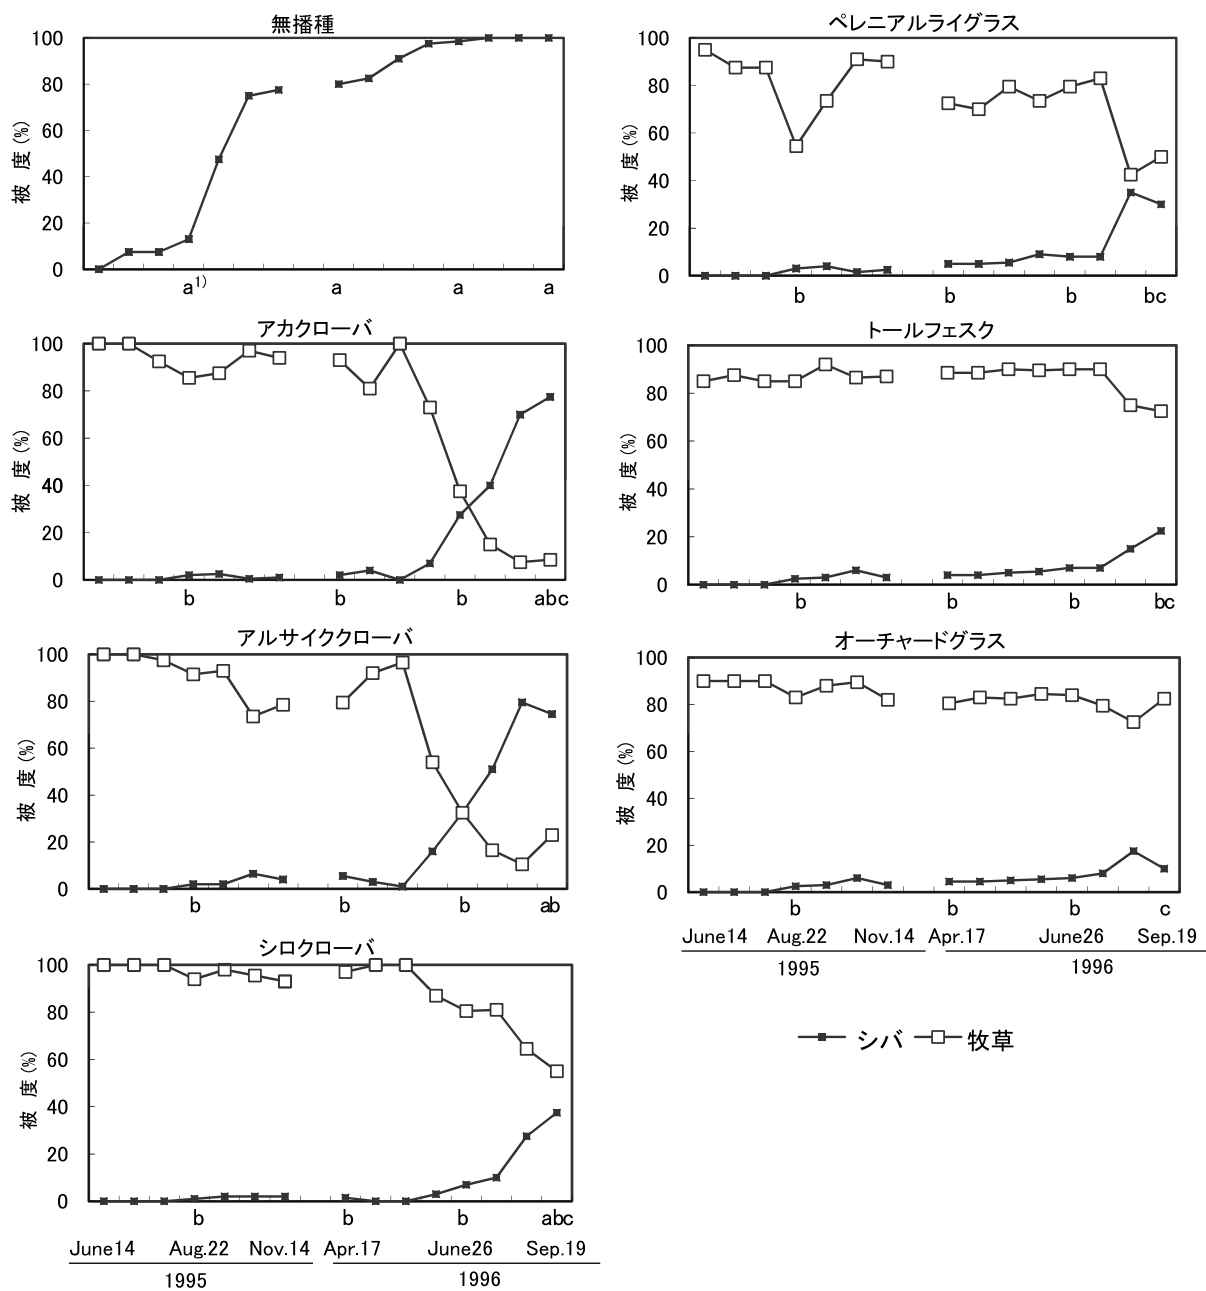 無播種
100
80
60
40
20
0
被 度 (%)
a1) a a a
アカクローバ
100
80
60
40
20
0
被 度 (%)
b b b abc
アルサイククローバ
100
80
60
40
20
0
被 度 (%)
b b b ab
シロクローバ
100
80
60
40
20
0
被 度 (%)
b b b abc
June14 Aug.22 Nov.14 Apr.17 June26 Sep.19
1995 1996
ペレニアルライグラス
100
80
60
40
20
0
被 度 (%)
b b b bc
トールフェスク
100
80
60
40
20
0
被 度 (%)
b b b bc
オーチャードグラス
100
80
60
40
20
0
被 度 (%)
b b b c
June14 Aug.22 Nov.14 Apr.17 June26 Sep.19
1995 1996
シバ 牧草